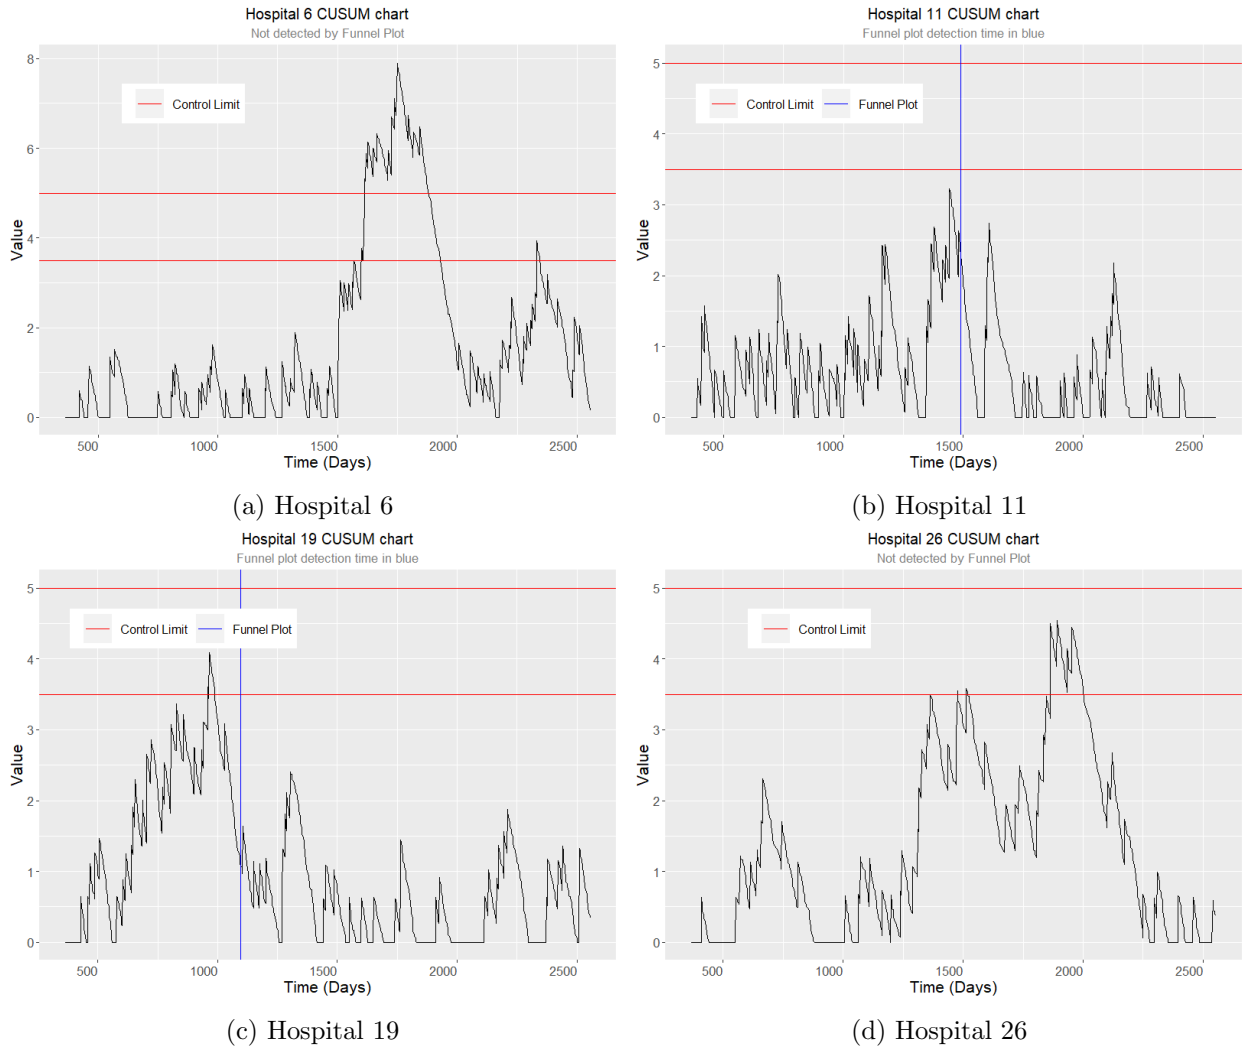 Hospital 6 CUSUM chart
Not detected by Funnel Plot
Value
8
6
4
2
0
Control Limit
500 1000 1500 2000 2500
Time (Days)
(a) Hospital 6
Hospital 11 CUSUM chart
Funnel plot detection time in blue
Value
5
4
3
2
1
0
Control Limit Funnel Plot
500 1000 1500 2000 2500
Time (Days)
(b) Hospital 11
Hospital 19 CUSUM chart
Funnel plot detection time in blue
Value
5
4
3
2
1
0
Control Limit Funnel Plot
500 1000 1500 2000 2500
Time (Days)
(c) Hospital 19
Hospital 26 CUSUM chart
Not detected by Funnel Plot
Value
5
4
3
2
1
0
Control Limit
500 1000 1500 2000 2500
Time (Days)
(d) Hospital 26